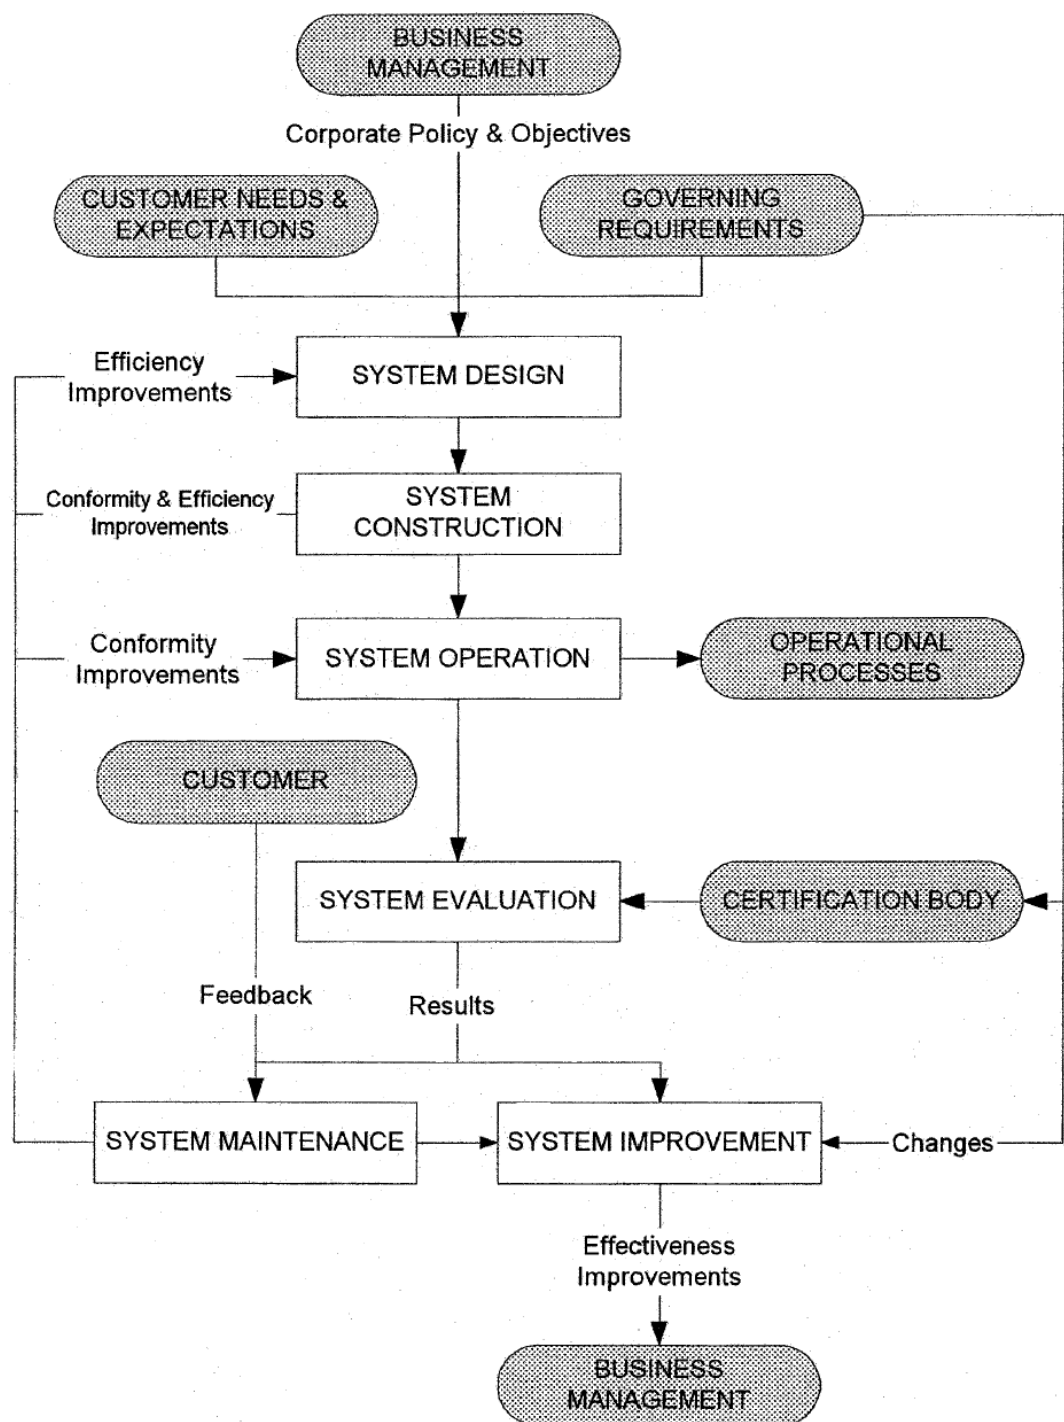 BUSINESS
MANAGEMENT
Corporate Policy & Objectives
CUSTOMER NEEDS &
EXPECTATIONS
GOVERNING
REQUIREMENTS
Efficiency
Improvements
SYSTEM DESIGN
Conformity & Efficiency
Improvements
SYSTEM
CONSTRUCTION
Conformity
Improvements
SYSTEM OPERATION
OPERATIONAL
PROCESSES
CUSTOMER
SYSTEM EVALUATION
CERTIFICATION BODY
Feedback
Results
SYSTEM MAINTENANCE
SYSTEM IMPROVEMENT
Changes
Effectiveness
Improvements
BUSINESS
MANAGEMENT